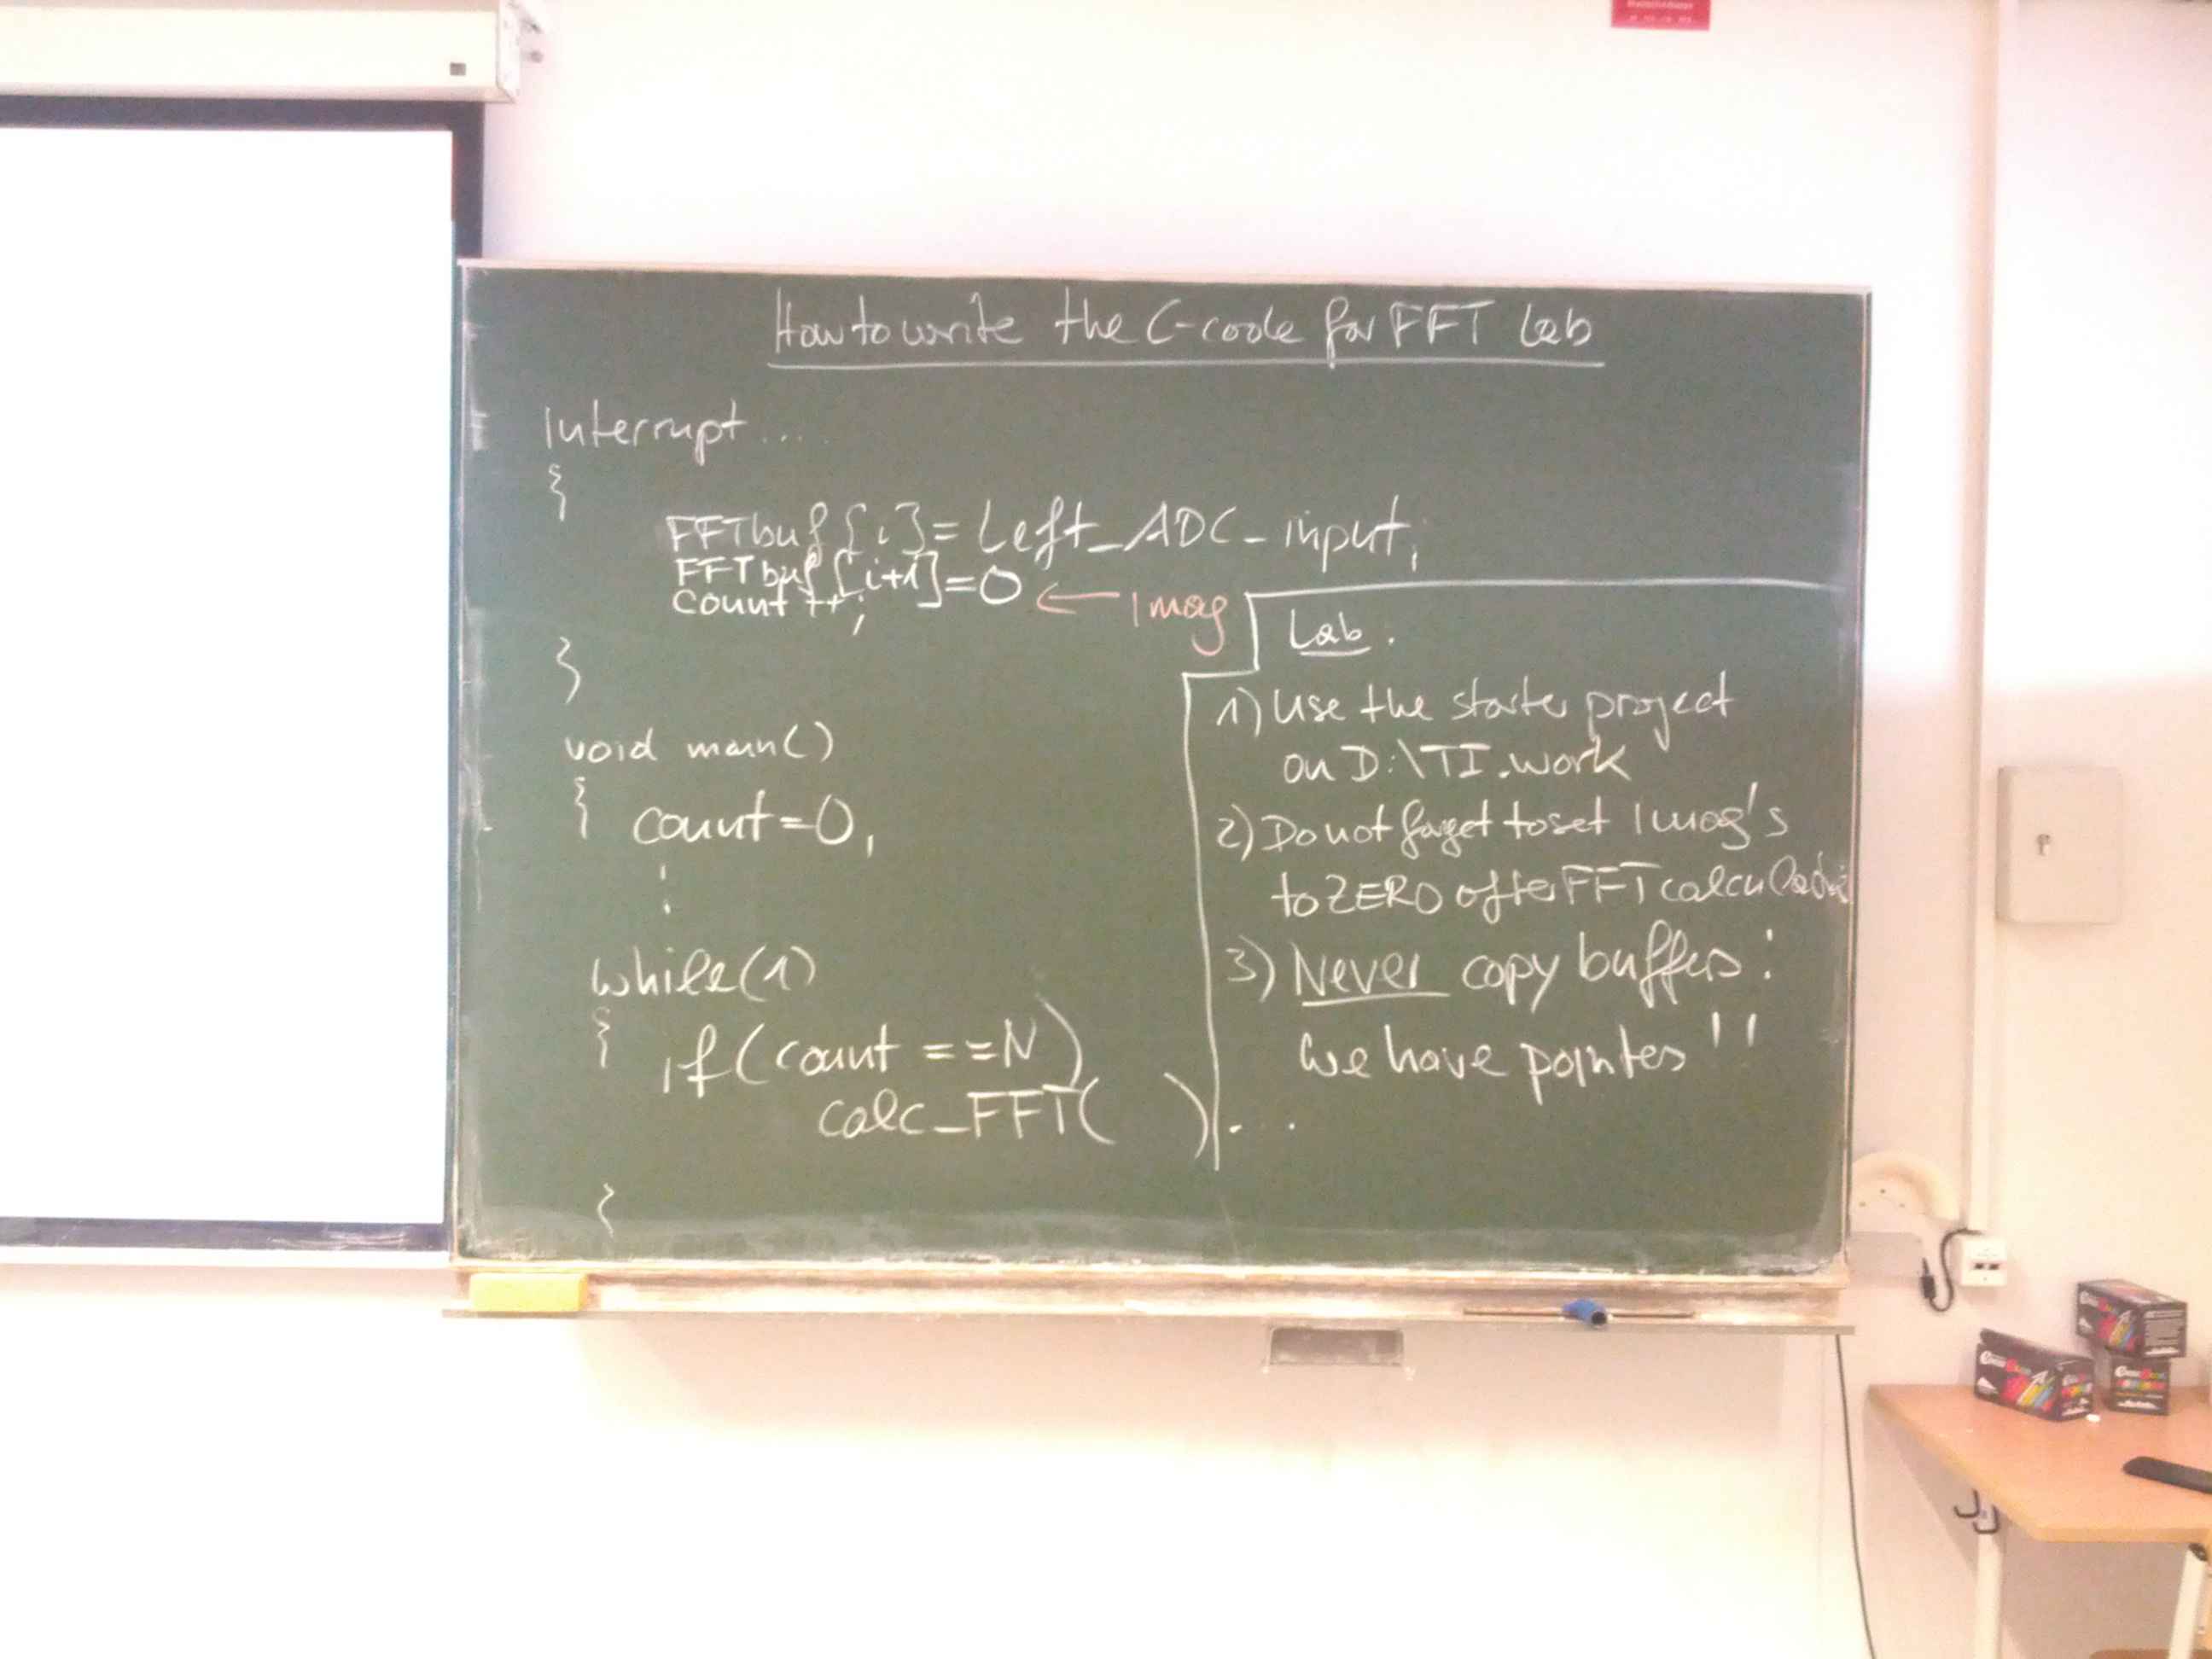 How to write the C-code for FFT Lab
Interrupt ....
{
FFTbuf[i]= Left_ADC_input;
FFTbuf[i+1]=0 ← Imag
count ++;
}
void main()
{ count=0;
⋮
while(1)
{ if(count ==N)
calc_FFT( ) ...
}
Lab.
1) Use the starter project
on D:\TI.work
2) Do not forget to set Imag's
to ZERO after FFT calculation
3) Never copy buffers:
we have pointers !!